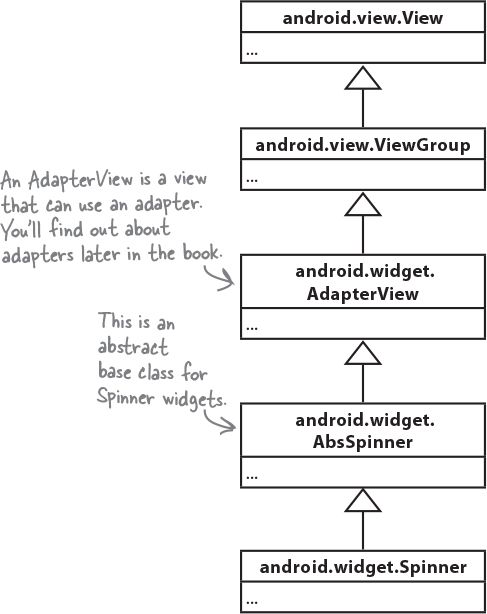 android.view.View
...
android.view.ViewGroup
...
An AdapterView is a view
that can use an adapter.
You'll find out about
adapters later in the book.
android.widget.
AdapterView
...
This is an
abstract
base class for
Spinner widgets.
android.widget.
AbsSpinner
...
android.widget.Spinner
...